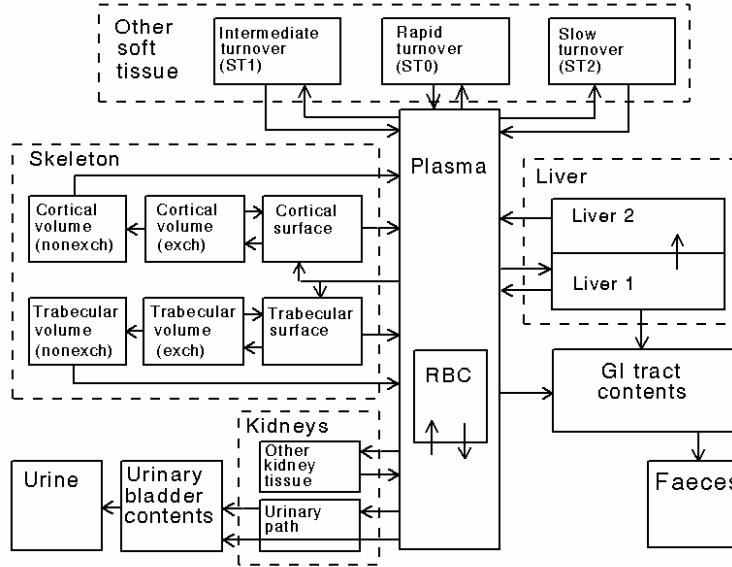 Other
soft
tissue
Intermediate
turnover
(ST1)
Rapid
turnover
(ST0)
Slow
turnover
(ST2)
Plasma
Skeleton
Cortical
volume
(nonexch)
Cortical
volume
(exch)
Cortical
surface
Trabecular
volume
(nonexch)
Trabecular
volume
(exch)
Trabecular
surface
Liver
Liver 2
Liver 1
RBC
GI tract
contents
Faeces
Kidneys
Other
kidney
tissue
Urinary
path
Urinary
bladder
contents
Urine